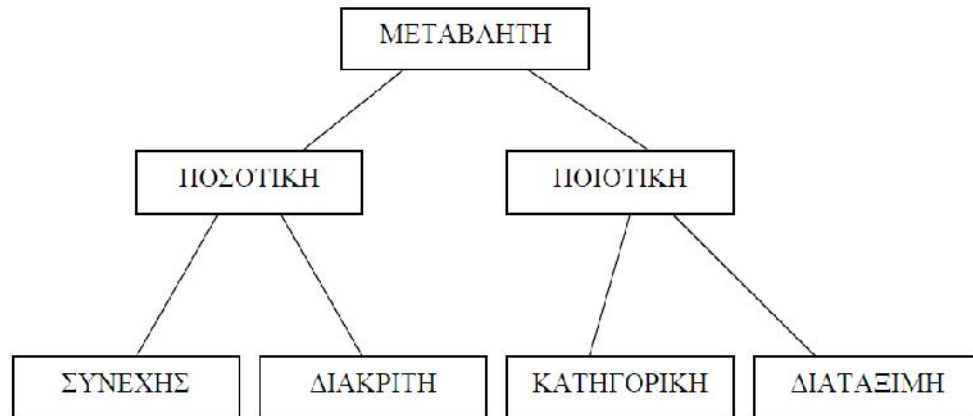 ΜΕΤΑΒΛΗΤΗ
ΠΟΣΟΤΙΚΗ
ΠΟΙΟΤΙΚΗ
ΣΥΝΕΧΗΣ
ΔΙΑΚΡΙΤΗ
ΚΑΤΗΓΟΡΙΚΗ
ΔΙΑΤΑΞΙΜΗ